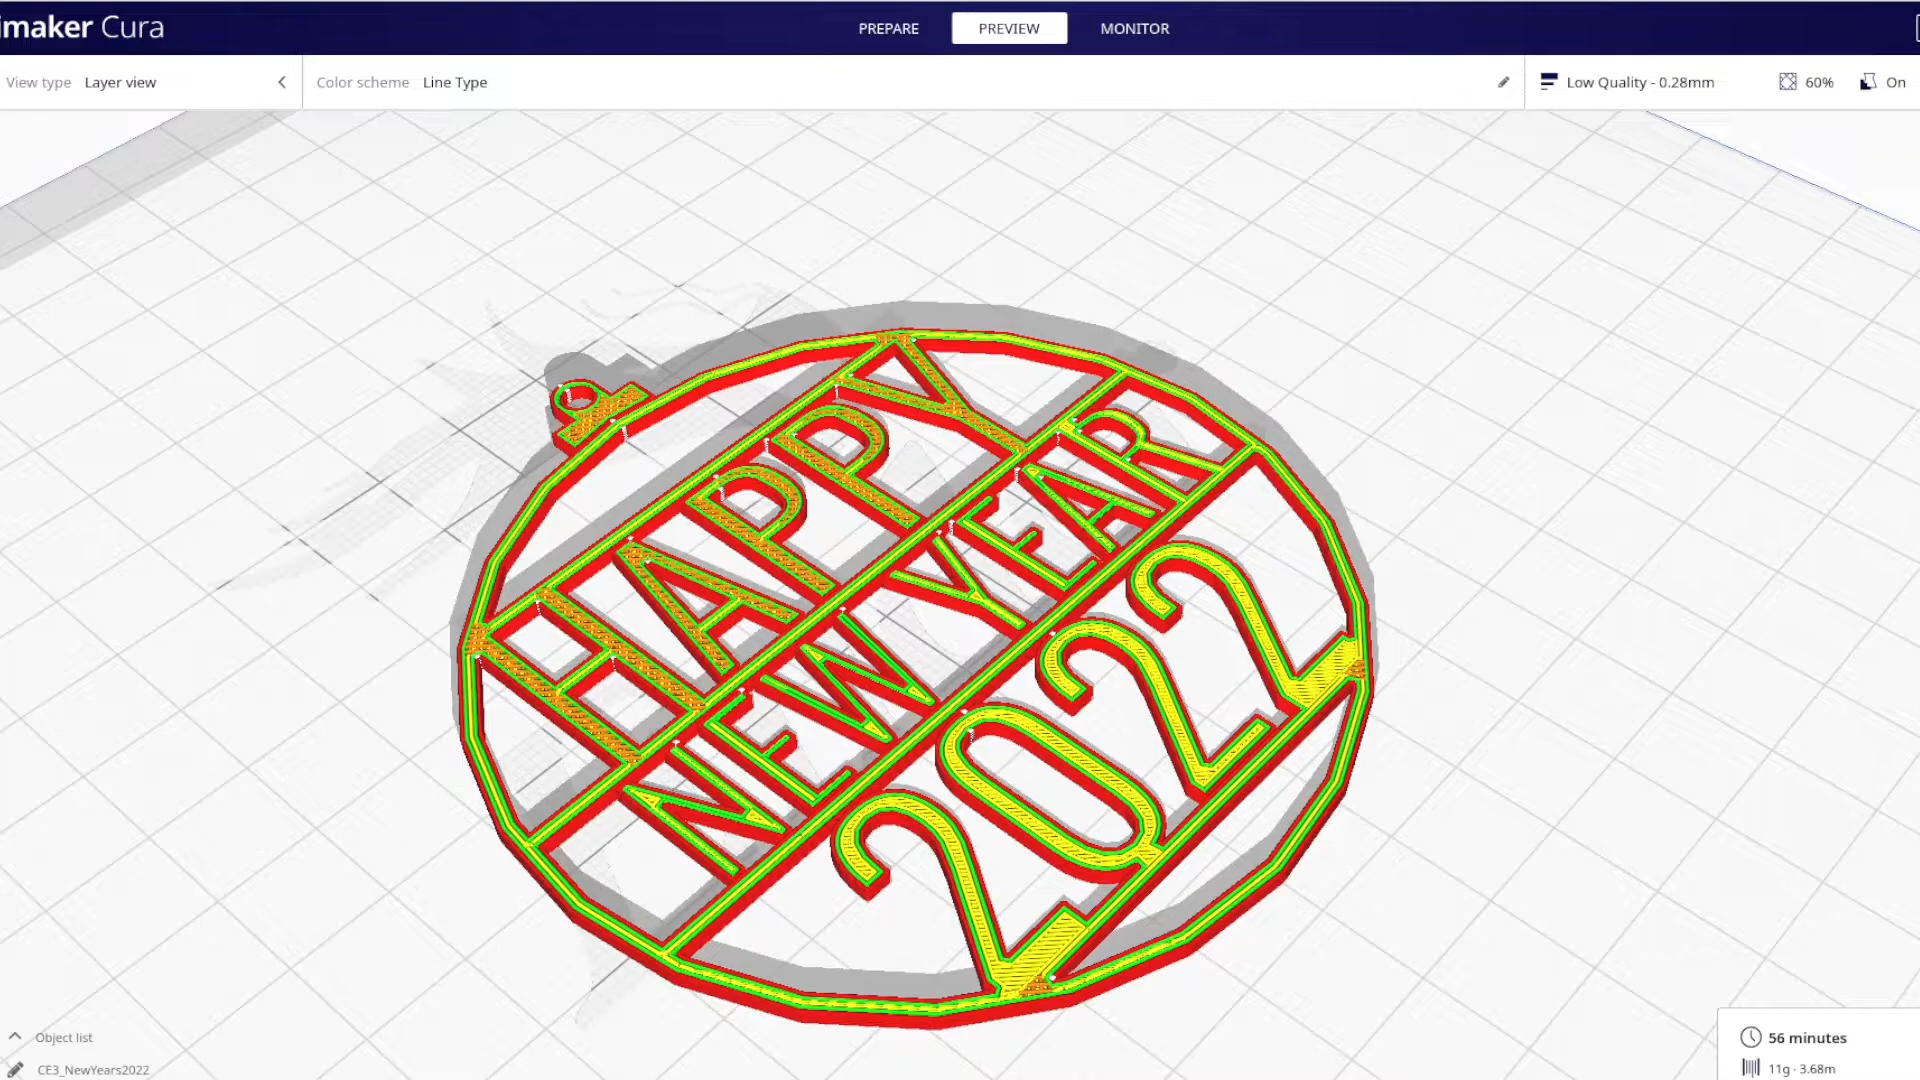 imaker Cura
PREPARE
PREVIEW
MONITOR
View type Layer view
Color scheme Line Type
Low Quality - 0.28mm
60%
On
HAPPY
NEW YEAR
2022
Object list
CE3_NewYears2022
56 minutes
11g · 3.68m